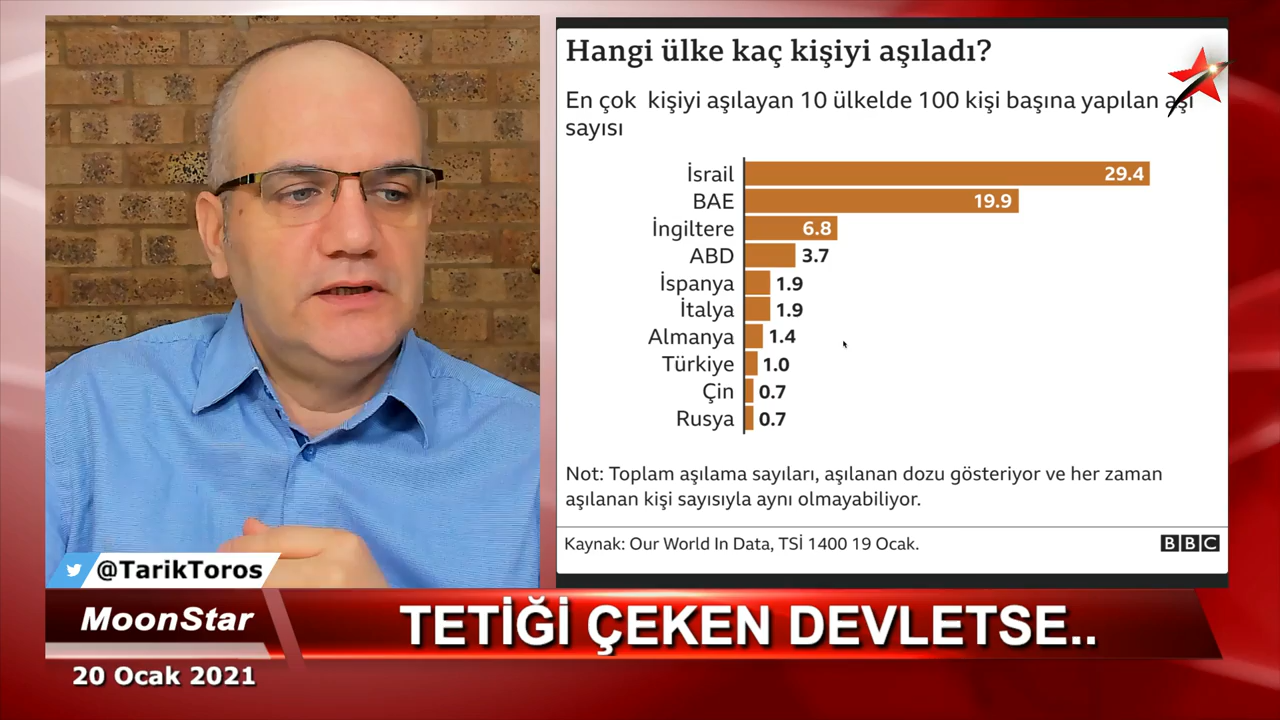 Hangi ülke kaç kişiyi aşıladı?
En çok kişiyi aşılayan 10 ülkelde 100 kişi başına yapılan aşı
sayısı
İsrail 29.4
BAE 19.9
İngiltere 6.8
ABD 3.7
İspanya 1.9
İtalya 1.9
Almanya 1.4
Türkiye 1.0
Çin 0.7
Rusya 0.7
Not: Toplam aşılama sayıları, aşılanan dozu gösteriyor ve her zaman
aşılanan kişi sayısıyla aynı olmayabiliyor.
Kaynak: Our World In Data, TSİ 1400 19 Ocak.
BBC
@TarikToros
MoonStar
TETİĞİ ÇEKEN DEVLETSE..
20 Ocak 2021